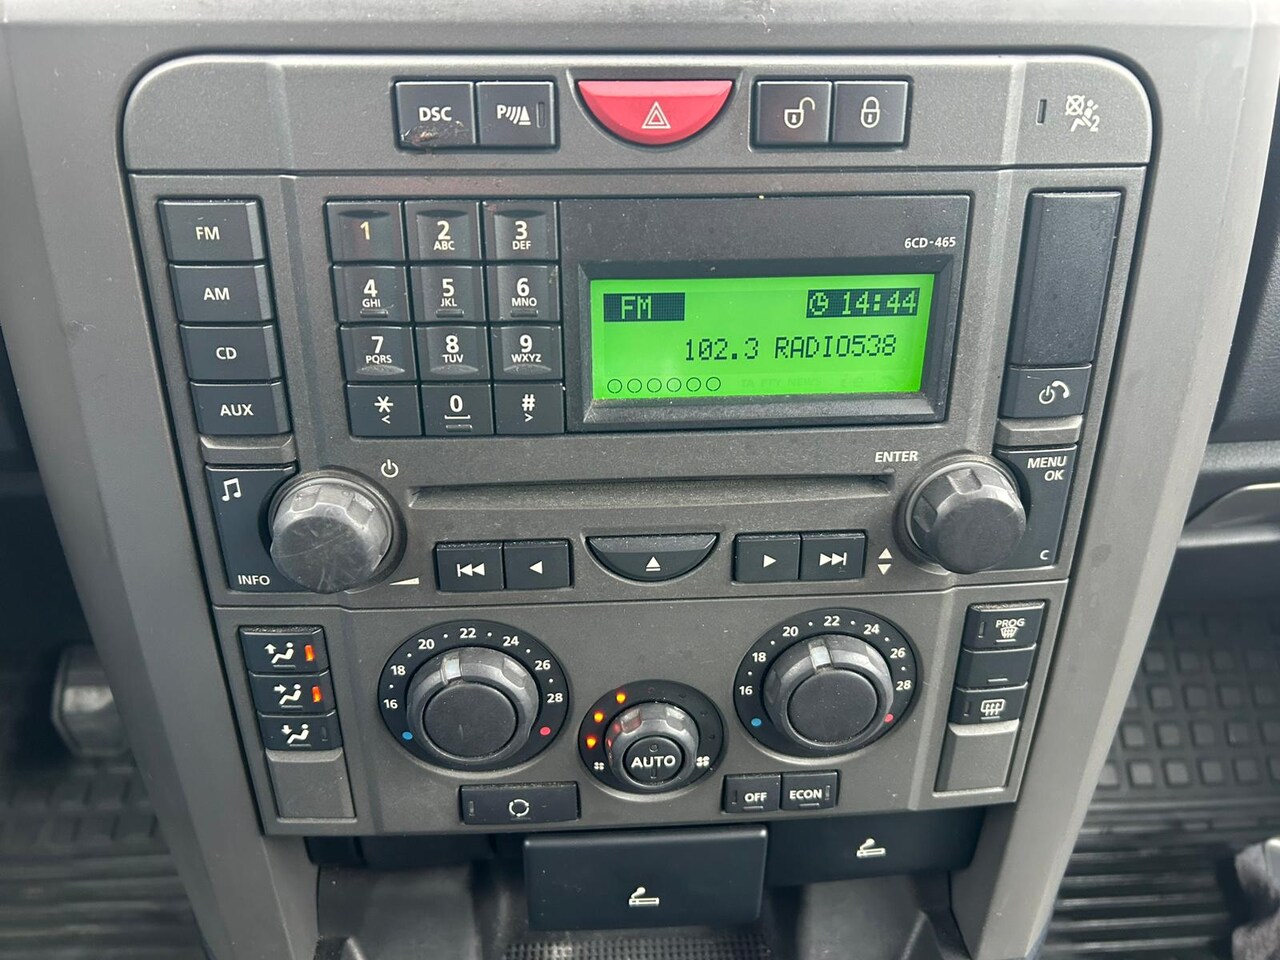 DSC P
2
FM
AM
CD
AUX
1 2 ABC 3 DEF
4 GHI 5 JKL 6 MNO
7 PQRS 8 TUV 9 WXYZ
* < 0 # >
6CD-465
FM 14:44
102.3 RADIO538
ENTER
MENU
OK
INFO
C
16 18 20 22 24 26 28
16 18 20 22 24 26 28
PROG
AUTO
OFF ECON